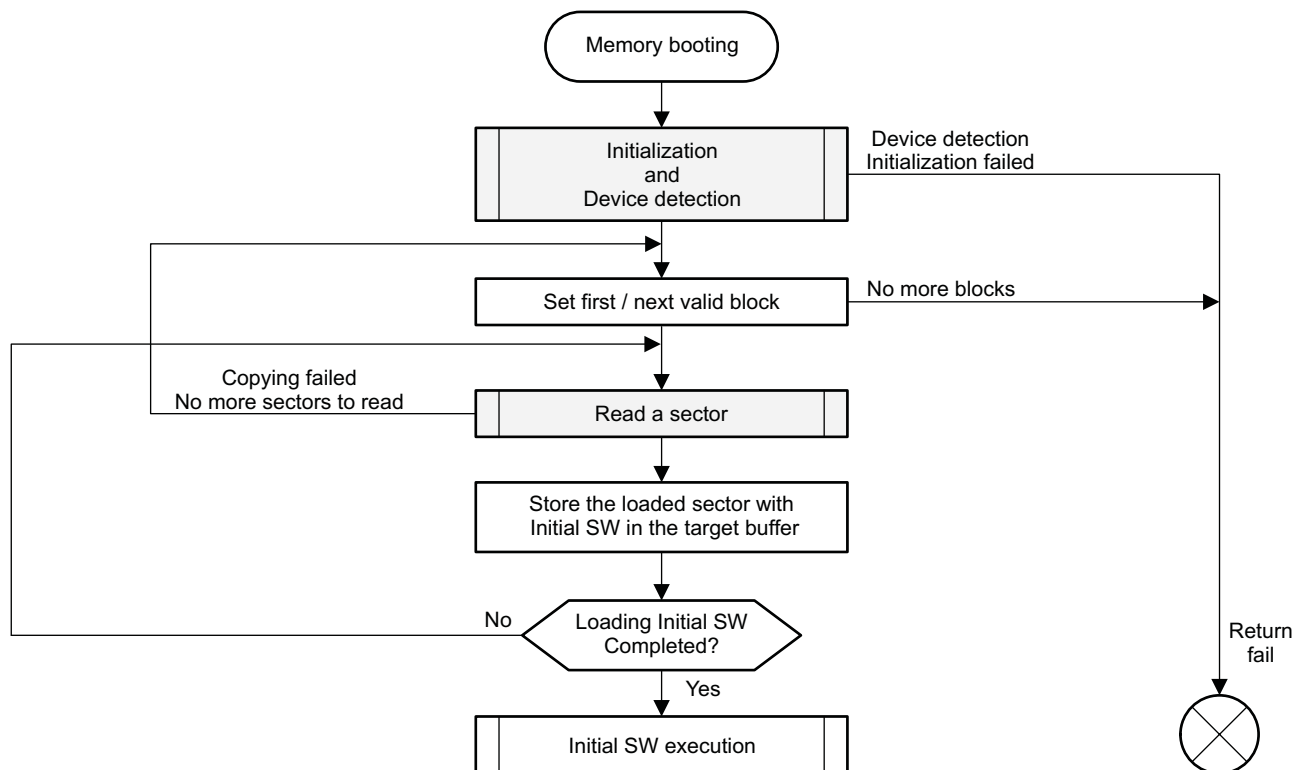 Memory booting
Initialization
and
Device detection
Device detection
Initialization failed
Set first / next valid block
No more blocks
Copying failed
No more sectors to read
Read a sector
Store the loaded sector with
Initial SW in the target buffer
No
Loading Initial SW
Completed?
Return
fail
Yes
Initial SW execution